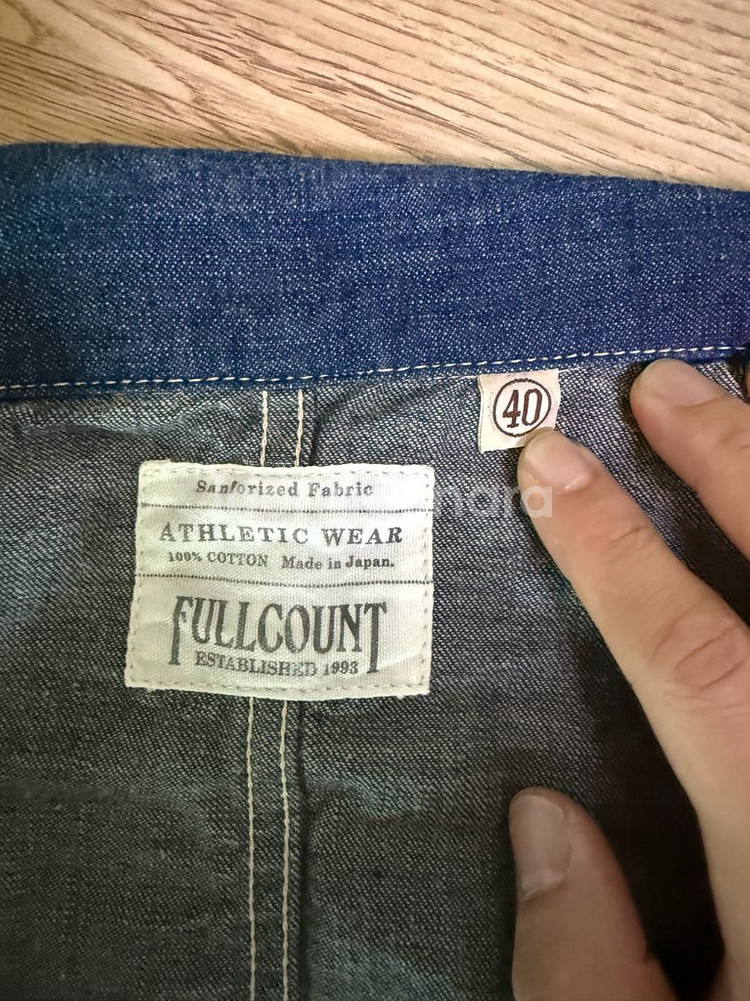 40
Sanforized Fabric
ATHLETIC WEAR
100% COTTON Made in Japan.
FULLCOUNT
ESTABLISHED 1993